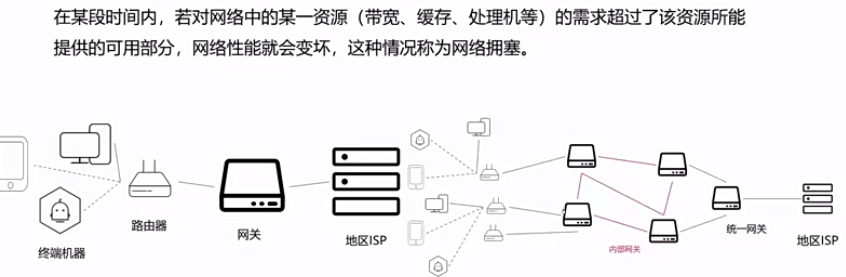 在某段时间内，若对网络中的某一资源（带宽、缓存、处理机等）的需求超过了该资源所能
提供的可用部分，网络性能就会变坏，这种情况称为网络拥塞。
终端机器
路由器
网关
地区ISP
内部网关
统一网关
地区ISP